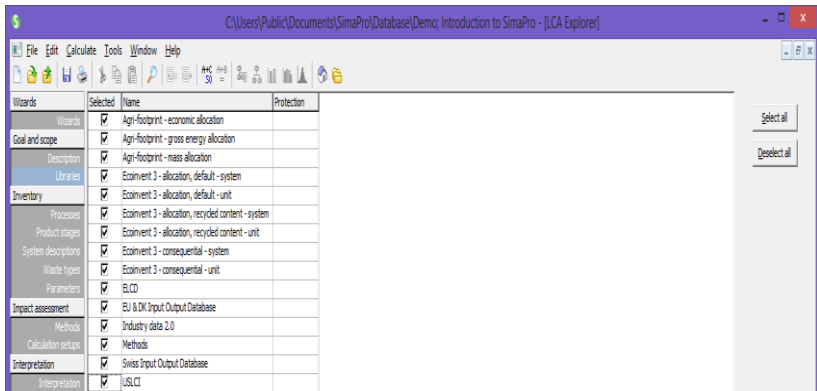 C:\Users\Public\Documents\SimaPro\Database\Demo; Introduction to SimaPro - [LCA Explorer]
File Edit Calculate Tools Window Help
Wizards
Wizards
Goal and scope
Description
Libraries
Inventory
Processes
Product stages
System descriptions
Waste types
Parameters
Impact assessment
Methods
Calculation setups
Interpretation
Interpretation
Selected Name Protection
Agri-footprint - economic allocation
Agri-footprint - gross energy allocation
Agri-footprint - mass allocation
Ecoinvent 3 - allocation, default - system
Ecoinvent 3 - allocation, default - unit
Ecoinvent 3 - allocation, recycled content - system
Ecoinvent 3 - allocation, recycled content - unit
Ecoinvent 3 - consequential - system
Ecoinvent 3 - consequential - unit
ELCD
EU & DK Input Output Database
Industry data 2.0
Methods
Swiss Input Output Database
USLCI
Select all
Deselect all